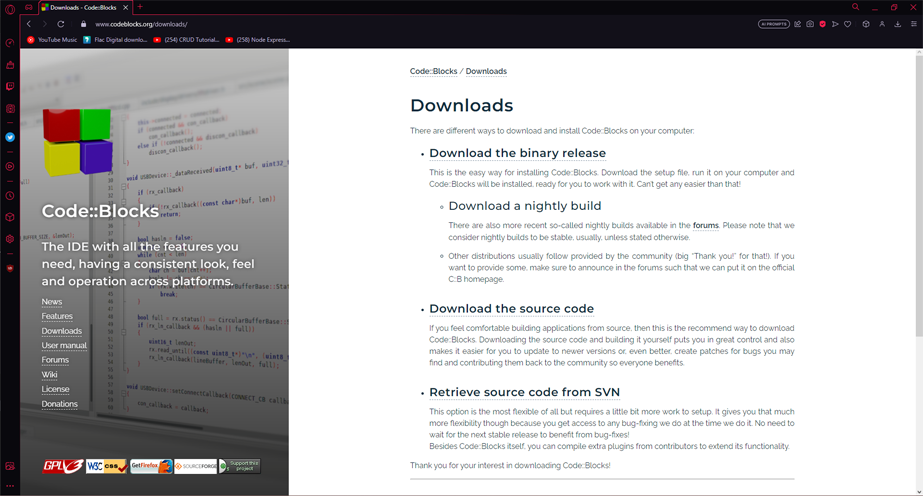 Downloads - Code::Blocks
www.codeblocks.org/downloads/
AI PROMPTS
YouTube Music
Flac Digital downlo...
(254) CRUD Tutorial...
(258) Node Express...
Code::Blocks
The IDE with all the features you
need, having a consistent look, feel
and operation across platforms.
News
Features
Downloads
User manual
Forums
Wiki
License
Donations
GPLv3
W3C css
GetFirefox
SOURCEFORGE
Support this
project
Code::Blocks / Downloads
Downloads
There are different ways to download and install Code::Blocks on your computer:
• Download the binary release
This is the easy way for installing Code::Blocks. Download the setup file, run it on your computer and
Code::Blocks will be installed, ready for you to work with it. Can't get any easier than that!
◦ Download a nightly build
There are also more recent so-called nightly builds available in the forums. Please note that we
consider nightly builds to be stable, usually, unless stated otherwise.
◦ Other distributions usually follow provided by the community (big "Thank you!" for that!). If you
want to provide some, make sure to announce in the forums such that we can put it on the official
C::B homepage.
• Download the source code
If you feel comfortable building applications from source, then this is the recommend way to download
Code::Blocks. Downloading the source code and building it yourself puts you in great control and also
makes it easier for you to update to newer versions or, even better, create patches for bugs you may
find and contributing them back to the community so everyone benefits.
• Retrieve source code from SVN
This option is the most flexible of all but requires a little bit more work to setup. It gives you that much
more flexibility though because you get access to any bug-fixing we do at the time we do it. No need to
wait for the next stable release to benefit from bug-fixes!
Besides Code::Blocks itself, you can compile extra plugins from contributors to extend its functionality.
Thank you for your interest in downloading Code::Blocks!